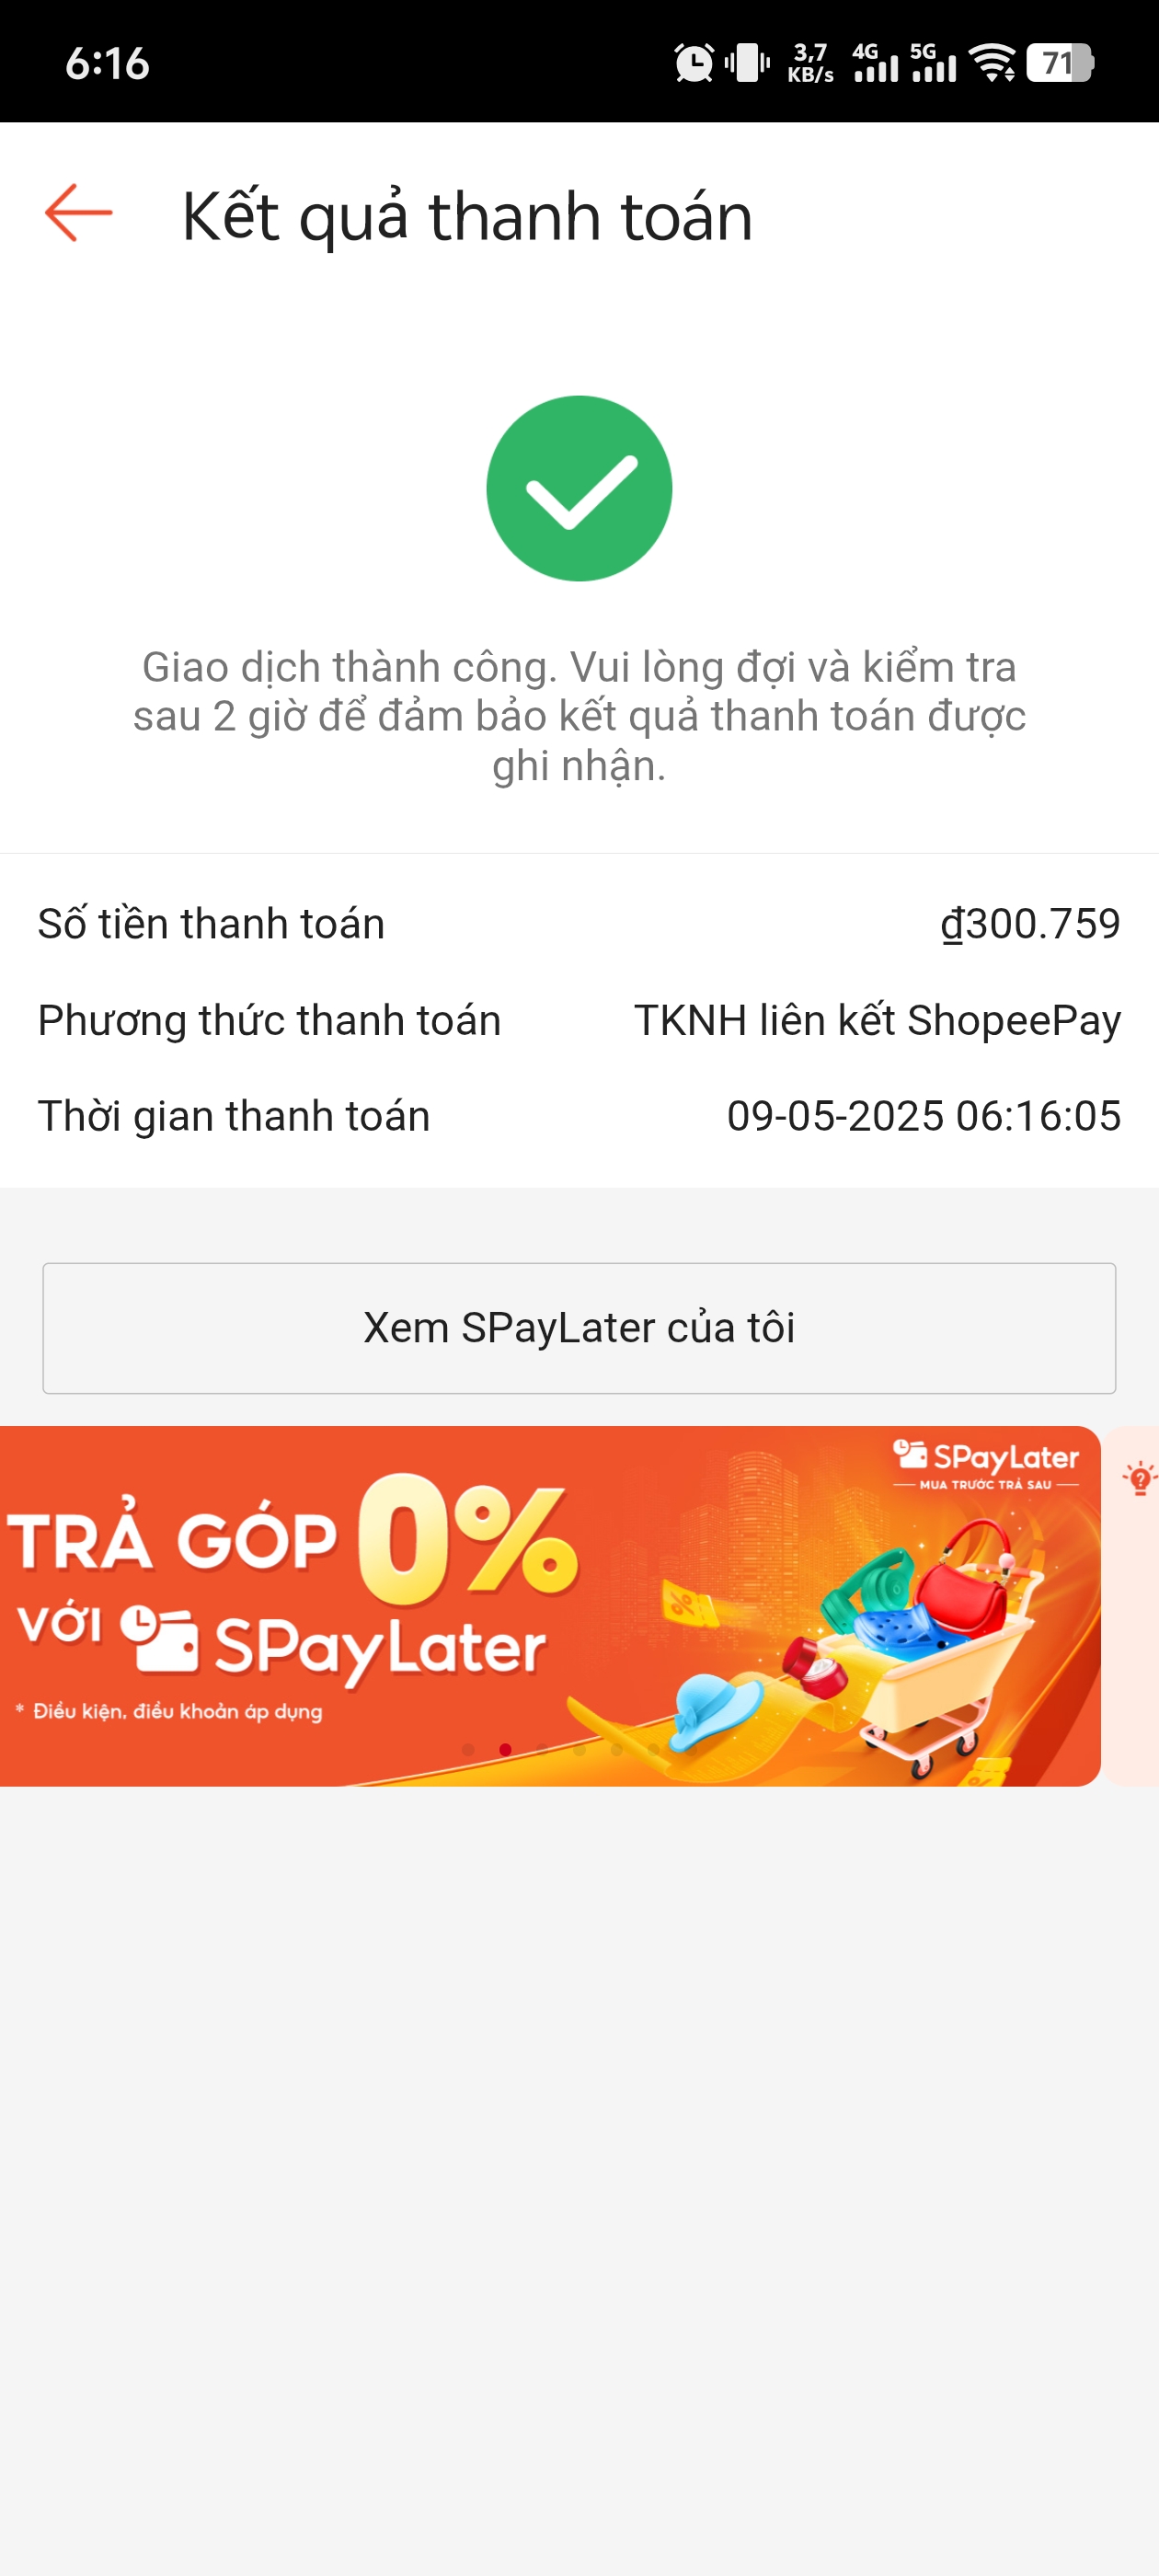 6:16
3,7
KB/s
4G
5G
71
Kết quả thanh toán
Giao dịch thành công. Vui lòng đợi và kiểm tra
sau 2 giờ để đảm bảo kết quả thanh toán được
ghi nhận.
Số tiền thanh toán ₫300.759
Phương thức thanh toán TKNH liên kết ShopeePay
Thời gian thanh toán 09-05-2025 06:16:05
Xem SPayLater của tôi
SPayLater
MUA TRƯỚC TRẢ SAU
TRẢ GÓP 0%
VỚI SPayLater
* Điều kiện, điều khoản áp dụng